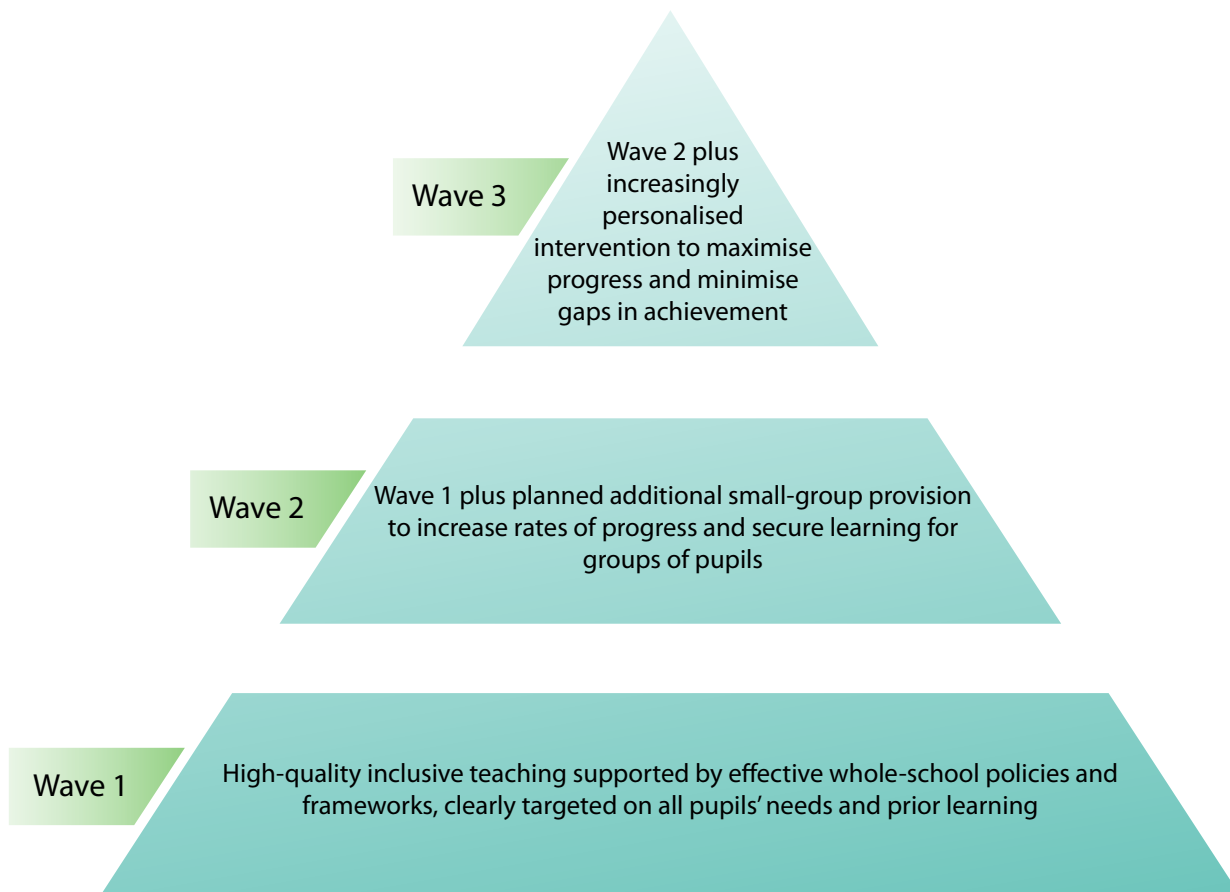 Wave 3
Wave 2 plus
increasingly
personalised
intervention to maximise
progress and minimise
gaps in achievement
Wave 2
Wave 1 plus planned additional small-group provision
to increase rates of progress and secure learning for
groups of pupils
Wave 1
High-quality inclusive teaching supported by effective whole-school policies and
frameworks, clearly targeted on all pupils’ needs and prior learning